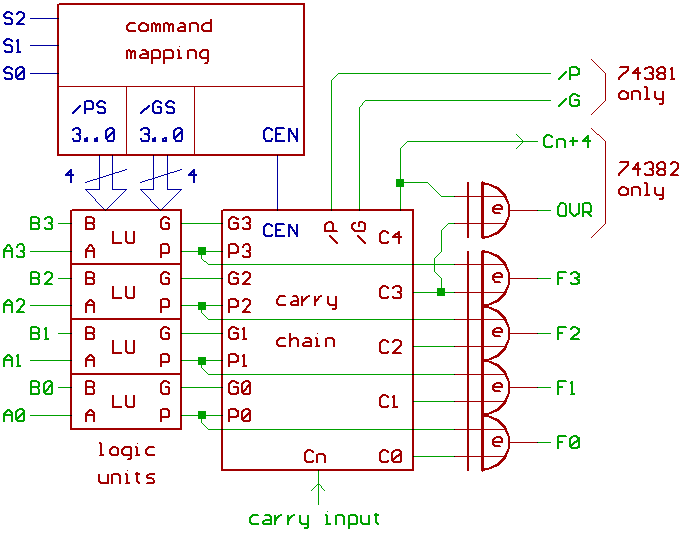 S2
command
S1
mapping
S0
/P
74381
/G
only
/PS
/GS
3..0
3..0
CEN
Cn+4
74382
4
4
only
B3
B
G
G3
CEN
/P
/G
C4
e
OVR
LU
A3
A
P
P3
B2
B
G
G2
e
F3
LU
carry
C3
A2
A
P
P2
B1
B
G
G1
chain
e
F2
LU
C2
A1
A
P
P1
B0
B
G
G0
e
F1
LU
C1
A0
A
P
P0
logic
e
F0
units
Cn
C0
carry input